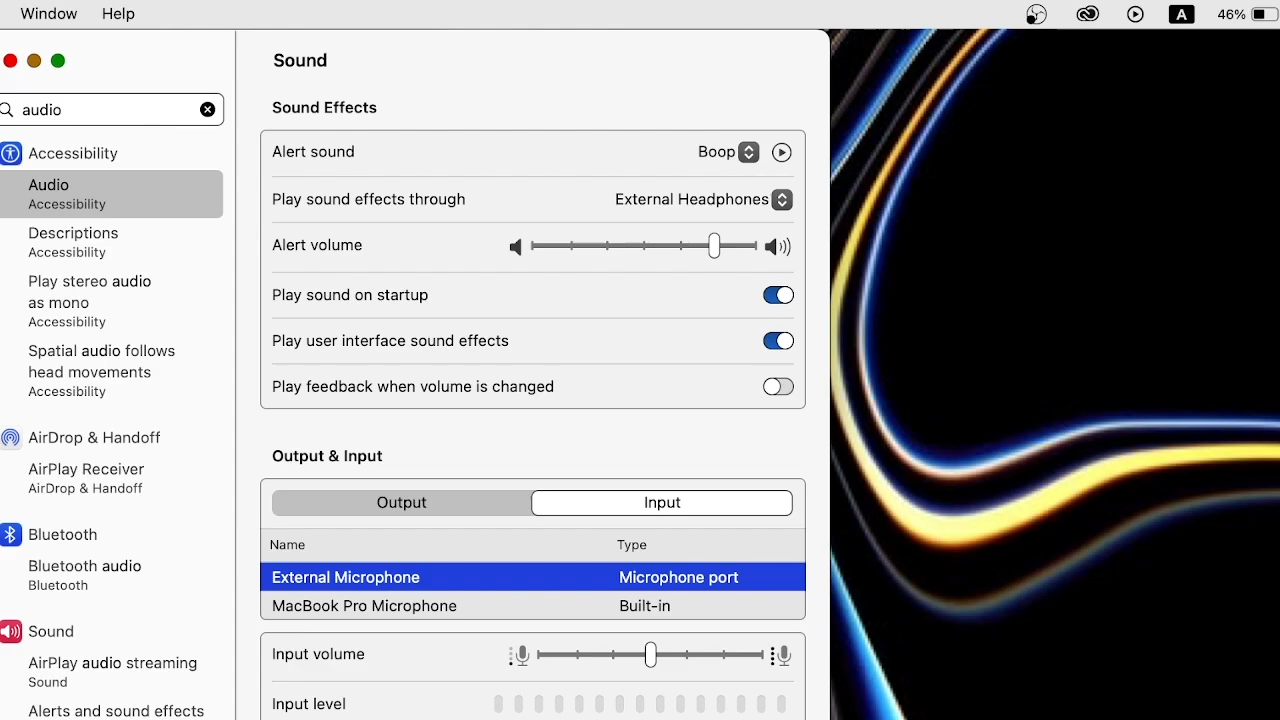 Window Help
A 46%
audio
Accessibility
Audio
Accessibility
Descriptions
Accessibility
Play stereo audio
as mono
Accessibility
Spatial audio follows
head movements
Accessibility
AirDrop & Handoff
AirPlay Receiver
AirDrop & Handoff
Bluetooth
Bluetooth audio
Bluetooth
Sound
AirPlay audio streaming
Sound
Alerts and sound effects
Sound
Sound Effects
Alert sound Boop
Play sound effects through External Headphones
Alert volume
Play sound on startup
Play user interface sound effects
Play feedback when volume is changed
Output & Input
Output Input
Name Type
External Microphone Microphone port
MacBook Pro Microphone Built-in
Input volume
Input level